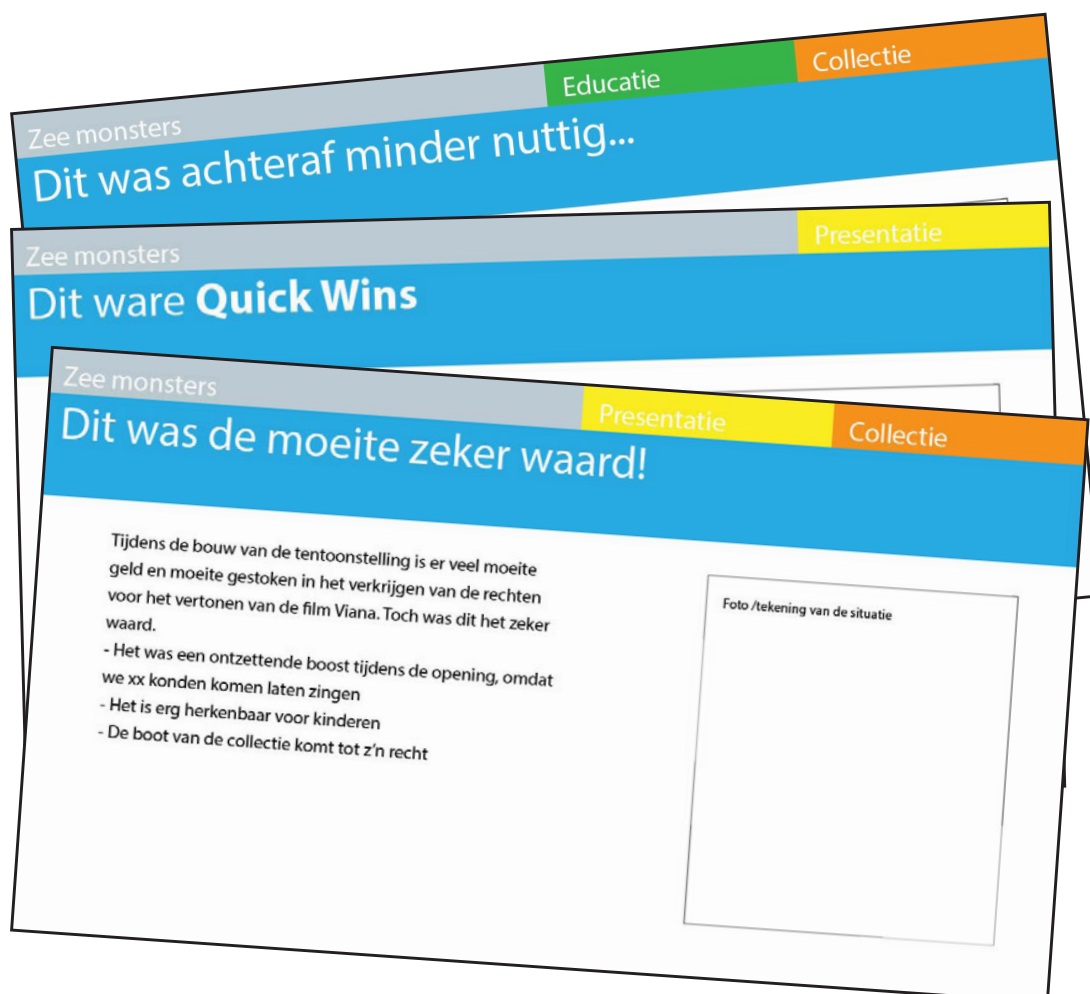 Educatie
Collectie
Zee monsters
Dit was achteraf minder nuttig...
Zee monsters
Presentatie
Dit ware Quick Wins
Zee monsters
Presentatie
Collectie
Dit was de moeite zeker waard!
Tijdens de bouw van de tentoonstelling is er veel moeite
geld en moeite gestoken in het verkrijgen van de rechten
voor het vertonen van de film Viana. Toch was dit het zeker
waard.
- Het was een ontzettende boost tijdens de opening, omdat
we xx konden komen laten zingen
- Het is erg herkenbaar voor kinderen
- De boot van de collectie komt tot z'n recht
Foto /tekening van de situatie